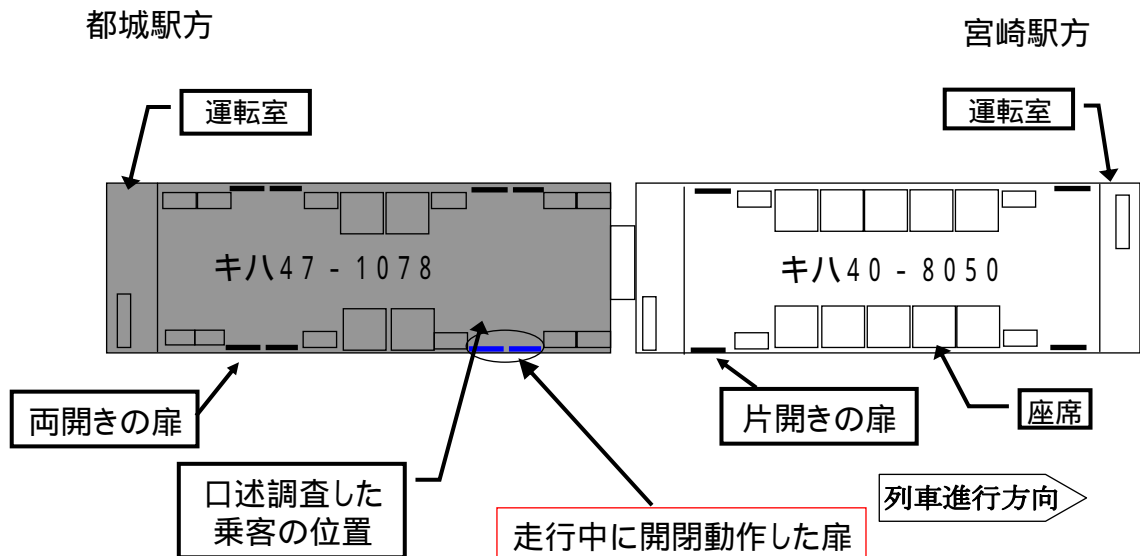 都城駅方
宮崎駅方
運転室
運転室
キハ47-1078
キハ40-8050
両開きの扉
片開きの扉
座席
口述調査した
乗客の位置
走行中に開閉動作した扉
列車進行方向